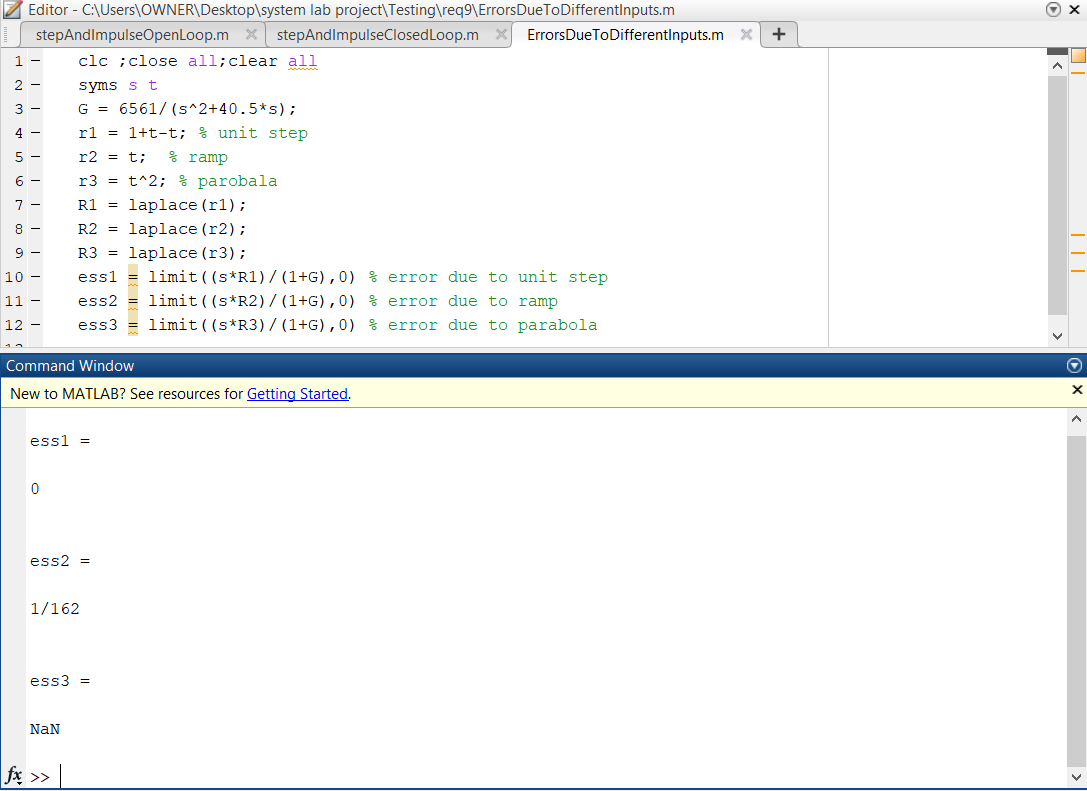 Editor - C:\Users\OWNER\Desktop\system lab project\Testing\req9\ErrorsDueToDifferentInputs.m
stepAndImpulseOpenLoop.m stepAndImpulseClosedLoop.m ErrorsDueToDifferentInputs.m +
1 - clc ;close all;clear all
2 - syms s t
3 - G = 6561/(s^2+40.5*s);
4 - r1 = 1+t-t; % unit step
5 - r2 = t;  % ramp
6 - r3 = t^2; % parobala
7 - R1 = laplace(r1);
8 - R2 = laplace(r2);
9 - R3 = laplace(r3);
10 - ess1 = limit((s*R1)/(1+G),0) % error due to unit step
11 - ess2 = limit((s*R2)/(1+G),0) % error due to ramp
12 - ess3 = limit((s*R3)/(1+G),0) % error due to parabola
Command Window
New to MATLAB? See resources for Getting Started.
ess1 =
0
ess2 =
1/162
ess3 =
NaN
fx >>